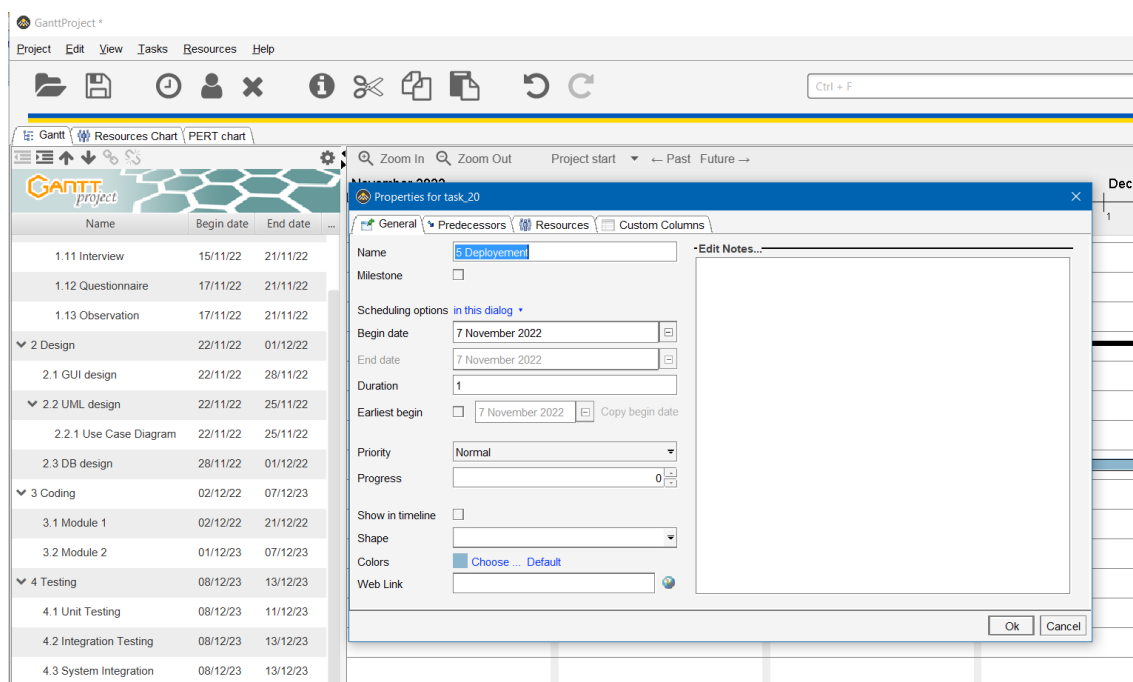 GanttProject *
Project Edit View Tasks Resources Help
Ctrl + F
Gantt Resources Chart PERT chart
Zoom In Zoom Out Project start ← Past Future →
GANTT project
November 2022
Dec
1
Name Begin date End date ...
1.11 Interview 15/11/22 21/11/22
1.12 Questionnaire 17/11/22 21/11/22
1.13 Observation 17/11/22 21/11/22
2 Design 22/11/22 01/12/22
2.1 GUI design 22/11/22 28/11/22
2.2 UML design 22/11/22 25/11/22
2.2.1 Use Case Diagram 22/11/22 25/11/22
2.3 DB design 28/11/22 01/12/22
3 Coding 02/12/22 07/12/23
3.1 Module 1 02/12/22 21/12/22
3.2 Module 2 01/12/23 07/12/23
4 Testing 08/12/23 13/12/23
4.1 Unit Testing 08/12/23 11/12/23
4.2 Integration Testing 08/12/23 13/12/23
4.3 System Integration 08/12/23 13/12/23
Properties for task_20
General Predecessors Resources Custom Columns
Name 5 Deployement
Milestone
Scheduling options in this dialog
Begin date 7 November 2022
End date 7 November 2022
Duration 1
Earliest begin 7 November 2022 Copy begin date
Priority Normal
Progress 0
Show in timeline
Shape
Colors Choose ... Default
Web Link
Edit Notes...
Ok Cancel